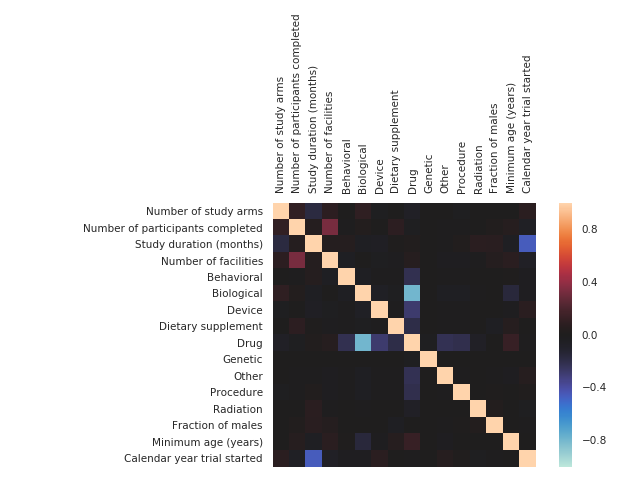 Number of study arms
Number of participants completed
Study duration (months)
Number of facilities
Behavioral
Biological
Device
Dietary supplement
Drug
Genetic
Other
Procedure
Radiation
Fraction of males
Minimum age (years)
Calendar year trial started
Number of study arms
Number of participants completed
Study duration (months)
Number of facilities
Behavioral
Biological
Device
Dietary supplement
Drug
Genetic
Other
Procedure
Radiation
Fraction of males
Minimum age (years)
Calendar year trial started
0.8
0.4
0.0
−0.4
−0.8